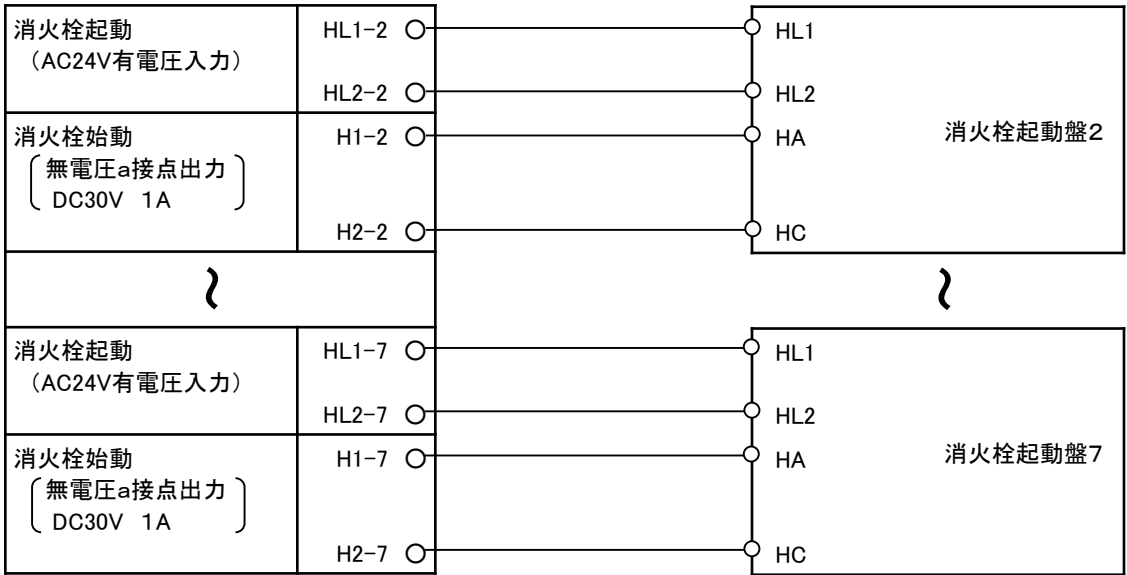 消火栓起動
（AC24V有電圧入力）
HL1-2
HL2-2
HL1
HL2
消火栓始動
無電圧a接点出力
DC30V 1A
H1-2
H2-2
HA
HC
消火栓起動盤2
～
～
消火栓起動
（AC24V有電圧入力）
HL1-7
HL2-7
HL1
HL2
消火栓始動
無電圧a接点出力
DC30V 1A
H1-7
H2-7
HA
HC
消火栓起動盤7